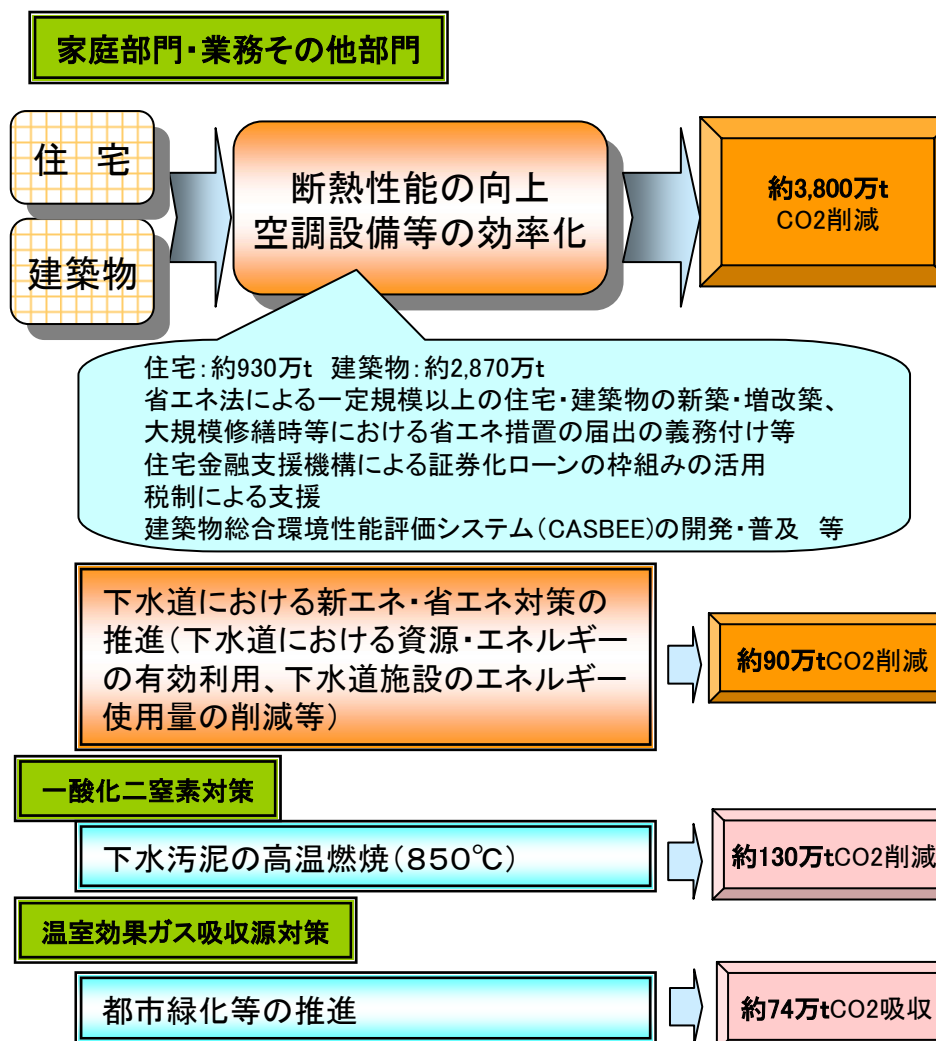 家庭部門・業務その他部門
住　宅
建築物
断熱性能の向上
空調設備等の効率化
約3,800万t
CO2削減
住宅：約930万t　建築物：約2,870万t
省エネ法による一定規模以上の住宅・建築物の新築・増改築、
大規模修繕時等における省エネ措置の届出の義務付け等
住宅金融支援機構による証券化ローンの枠組みの活用
税制による支援
建築物総合環境性能評価システム（CASBEE)の開発・普及　等
下水道における新エネ・省エネ対策の
推進（下水道における資源・エネルギー
の有効利用、下水道施設のエネルギー
使用量の削減等）
約90万tCO2削減
一酸化二窒素対策
下水汚泥の高温燃焼（８５０℃）
約130万tCO2削減
温室効果ガス吸収源対策
都市緑化等の推進
約74万tCO2吸収